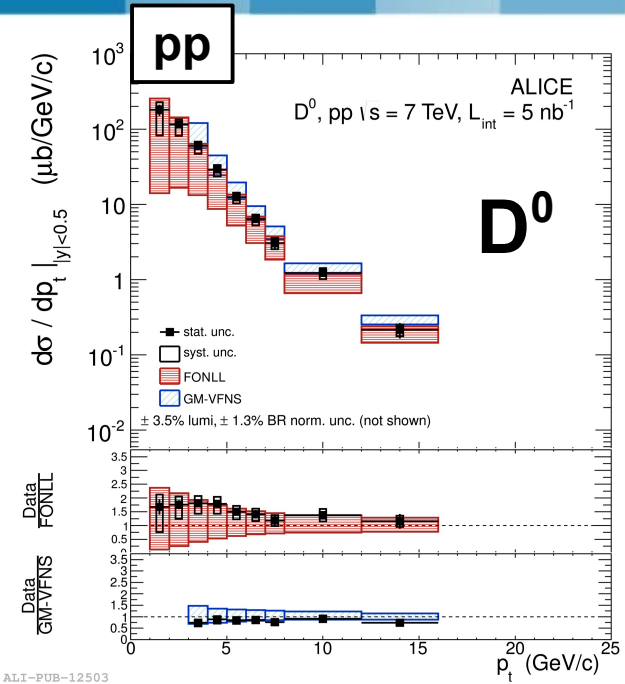 pp
ALICE
D⁰, pp \s = 7 TeV, L_int = 5 nb⁻¹
D⁰
dσ / dp_t |_|y|<0.5 (μb/GeV/c)
10³
10²
10
1
10⁻¹
10⁻²
stat. unc.
syst. unc.
FONLL
GM-VFNS
± 3.5% lumi, ± 1.3% BR norm. unc. (not shown)
Data
FONLL
3.5
3
2.5
2
1.5
1
0.5
0
Data
GM-VFNS
3.5
3
2.5
2
1.5
1
0.5
0
0 5 10 15 20 25
p_t (GeV/c)
ALI-PUB-12503